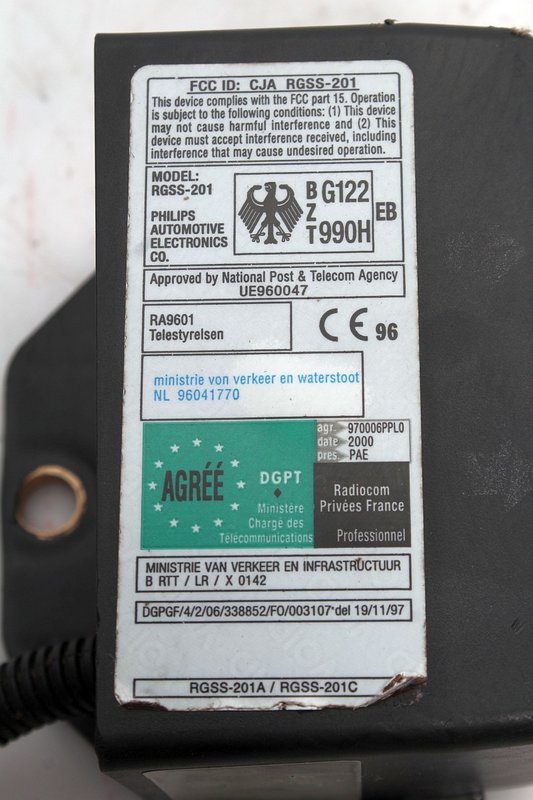 FCC ID: CJA RGSS-201
This device complies with the FCC part 15. Operation
is subject to the following conditions: (1) This device
may not cause harmful interference and (2) This
device must accept interference received, including
interference that may cause undesired operation.
MODEL:
RGSS-201
PHILIPS
AUTOMOTIVE
ELECTRONICS
CO.
BZT
G122
990H
EB
Approved by National Post & Telecom Agency
UE960047
RA9601
Telestyrelsen
CE 96
ministrie von verkeer en waterstoot
NL 96041770
AGRÉÉ
DGPT
Ministère
Chargé des
Télécommunications
agr. 970006PPL0
date 2000
pres. PAE
Radiocom
Privées France
Professionnel
MINISTRIE VAN VERKEER EN INFRASTRUCTUUR
B RTT / LR / X 0142
DGPGF/4/2/06/338852/FO/003107*del 19/11/97
RGSS-201A / RGSS-201C